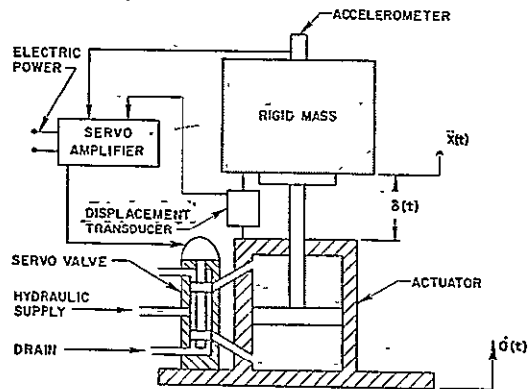 ACCELEROMETER
ELECTRIC
POWER
RIGID MASS
SERVO
AMPLIFIER
ẍ(t)
δ(t)
DISPLACEMENT
TRANSDUCER
SERVO VALVE
ACTUATOR
HYDRAULIC
SUPPLY
DRAIN